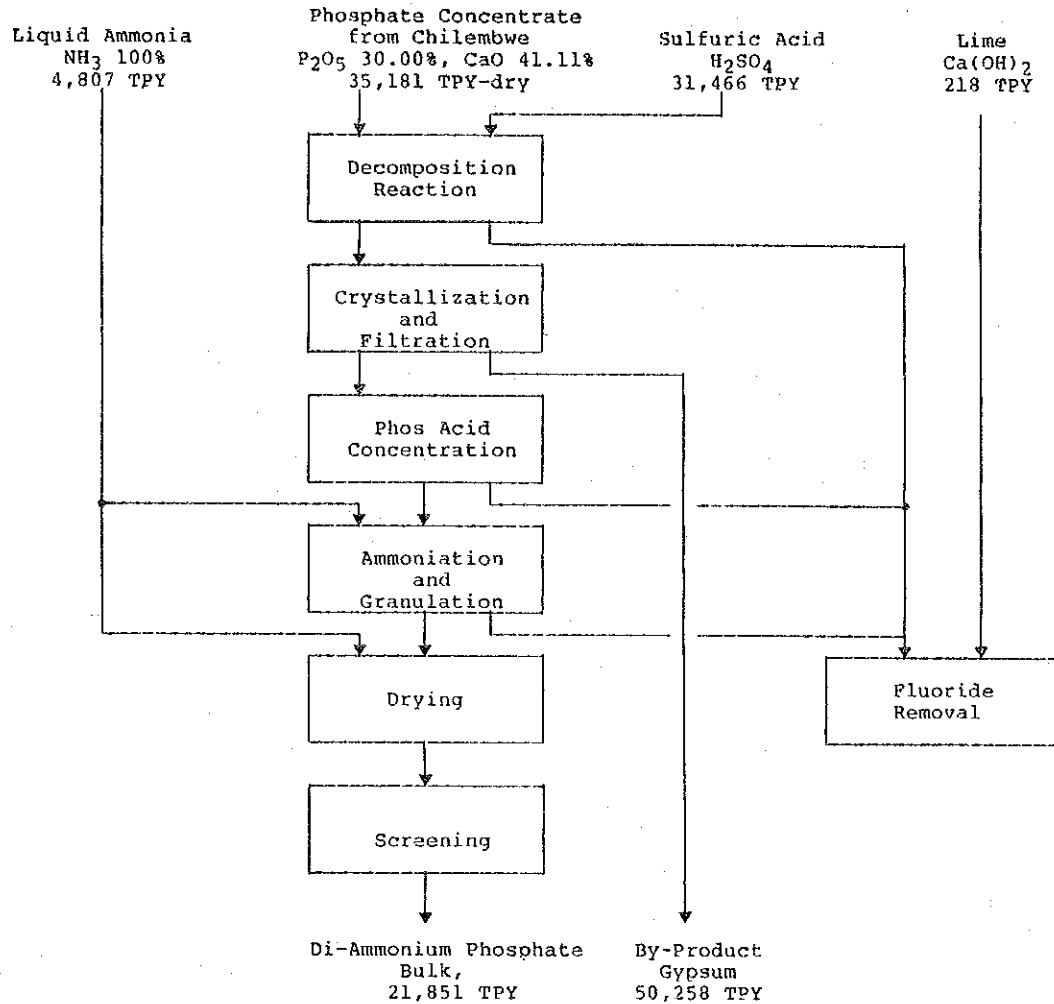 Liquid Ammonia
NH3 100%
4,807 TPY
Phosphate Concentrate
from Chilembwe
P2O5 30.00%, CaO 41.11%
35,181 TPY-dry
Sulfuric Acid
H2SO4
31,466 TPY
Lime
Ca(OH)2
218 TPY
Decomposition
Reaction
Crystallization
and
Filtration
Phos Acid
Concentration
Ammoniation
and
Granulation
Drying
Fluoride
Removal
Screening
Di-Ammonium Phosphate
Bulk,
21,851 TPY
By-Product
Gypsum
50,258 TPY